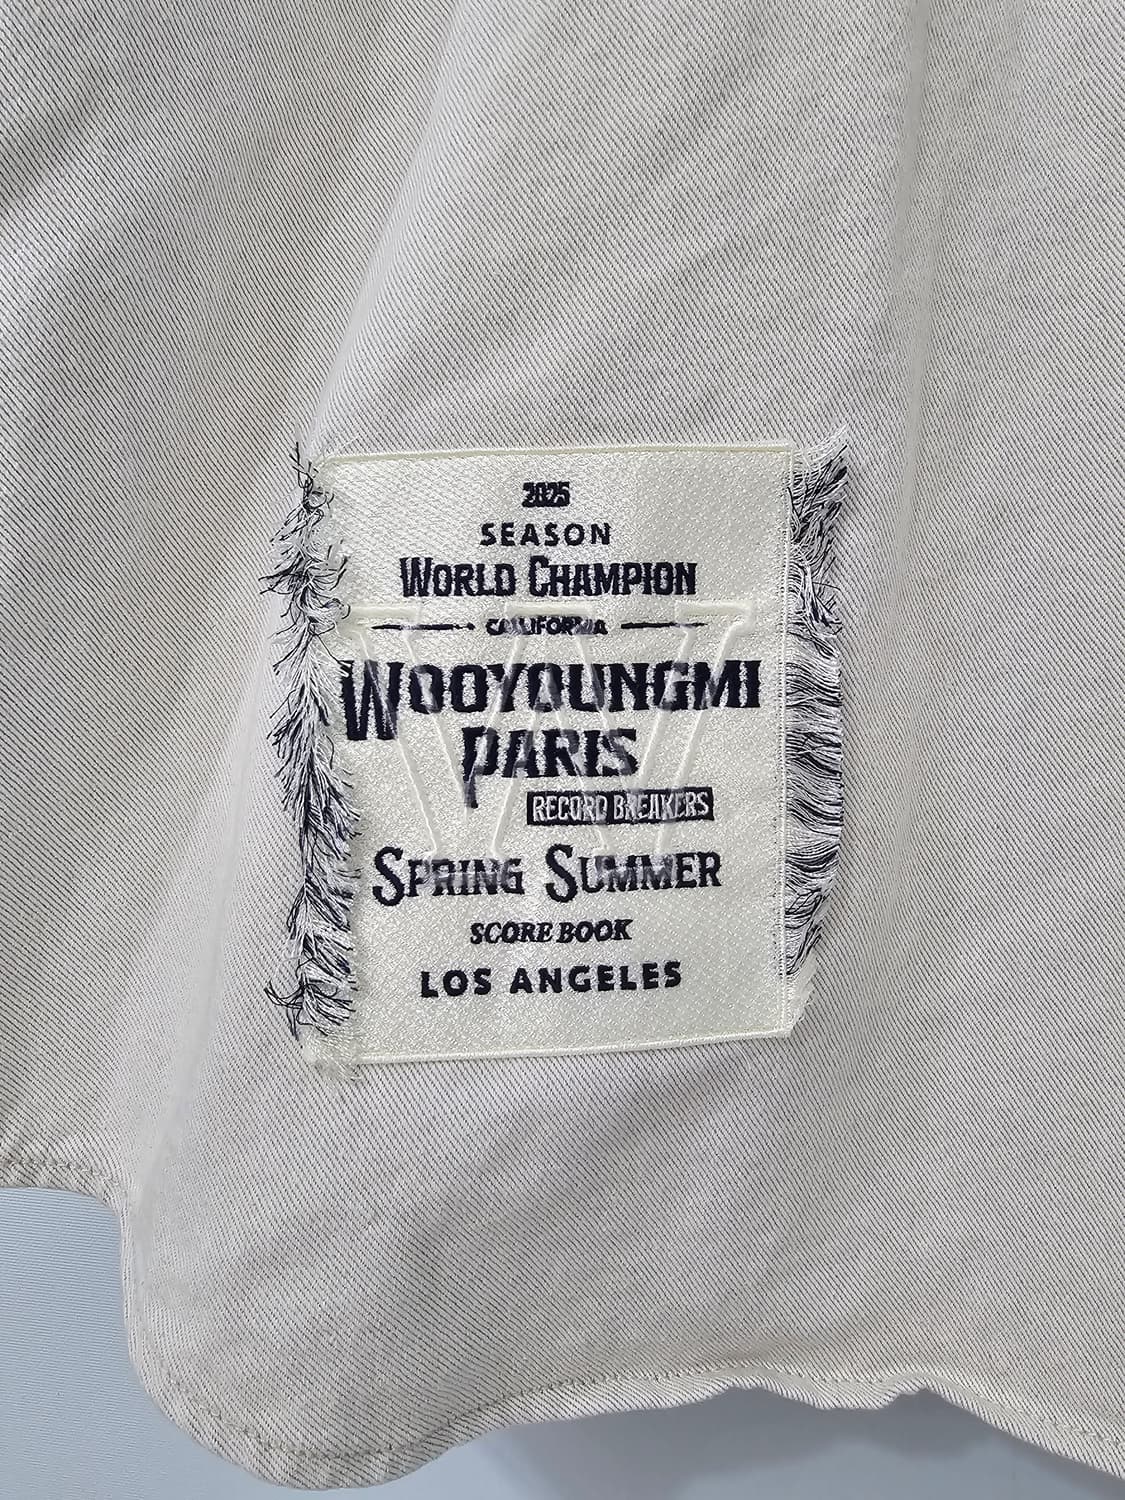 2025
SEASON
WORLD CHAMPION
CALIFORNIA
WOOYOUNGMI
PARIS
RECORD BREAKERS
SPRING SUMMER
SCORE BOOK
LOS ANGELES
W